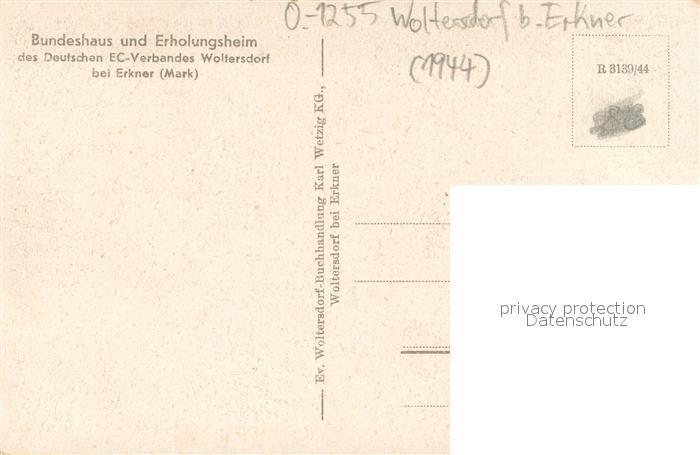 O-1255 Woltersdorf b. Erkner
(1944)
Bundeshaus und Erholungsheim
des Deutschen EC-Verbandes Woltersdorf
bei Erkner (Mark)
R 3139/44
Ev. Woltersdorf-Buchhandlung Karl Wetzig KG.,
Woltersdorf bei Erkner
privacy protection
Datenschutz